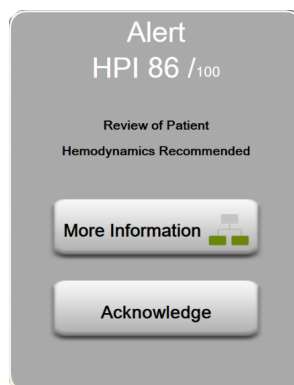 Alert
HPI 86 /100
Review of Patient
Hemodynamics Recommended
More Information
Acknowledge